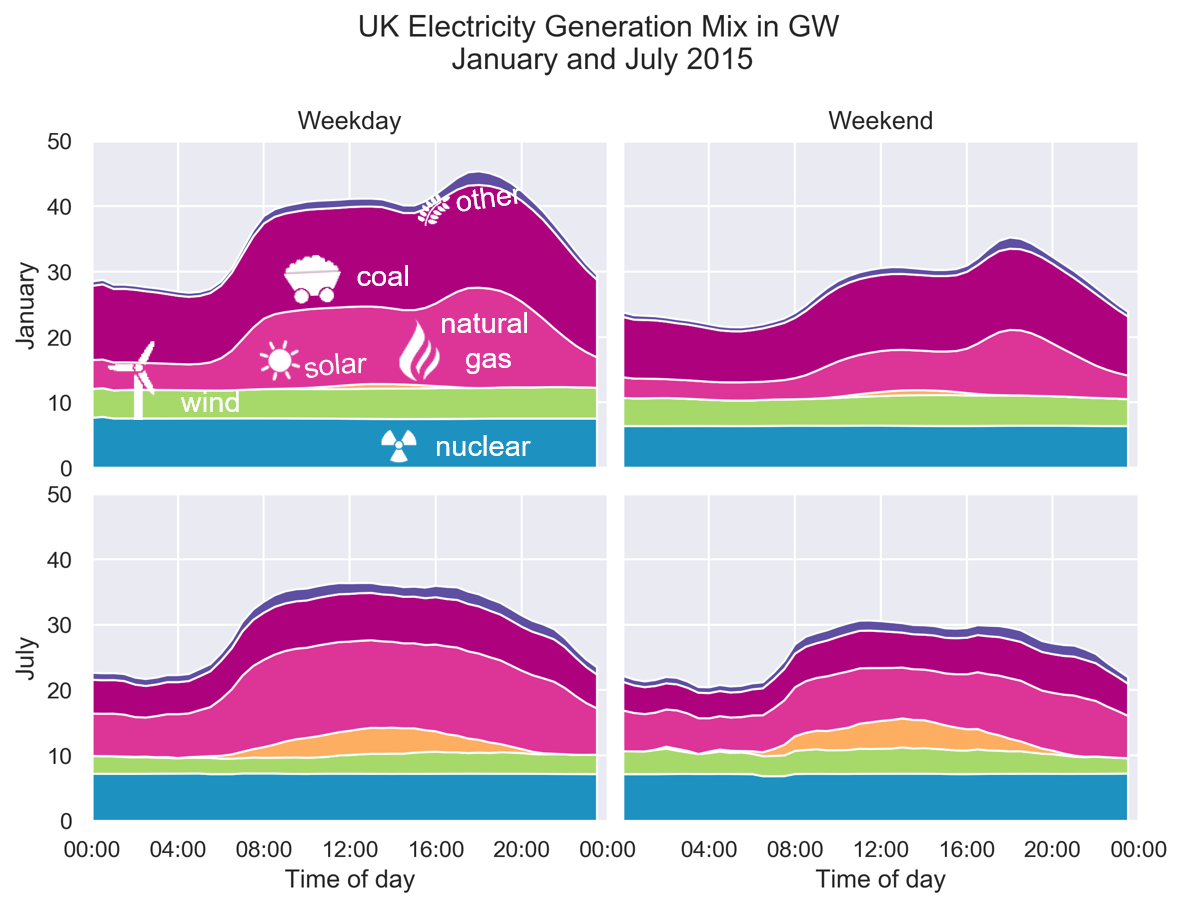 UK Electricity Generation Mix in GW
January and July 2015
Weekday
Weekend
50
40
30
20
10
0
January
other
coal
natural
gas
solar
wind
nuclear
50
40
30
20
10
0
July
00:00 04:00 08:00 12:00 16:00 20:00 00:00
04:00 08:00 12:00 16:00 20:00 00:00
Time of day
Time of day